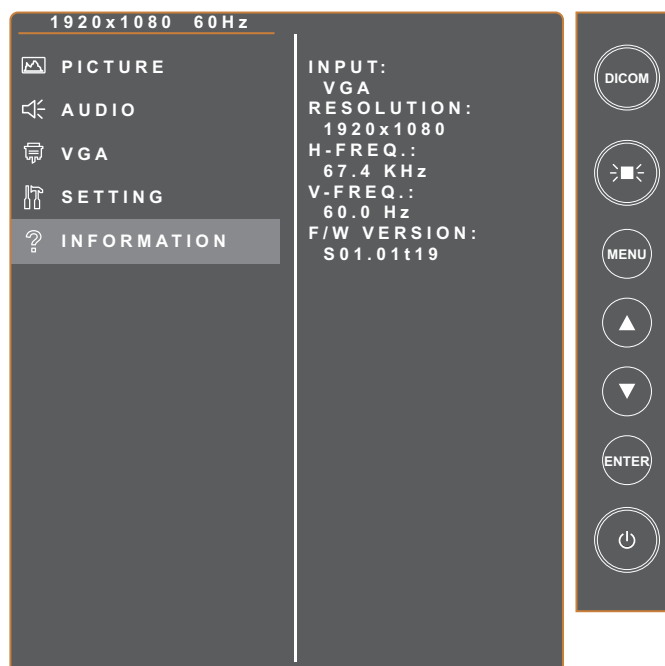 1920x1080 60Hz
PICTURE
AUDIO
VGA
SETTING
INFORMATION
INPUT:
VGA
RESOLUTION:
1920x1080
H-FREQ.:
67.4 KHz
V-FREQ.:
60.0 Hz
F/W VERSION:
S01.01t19
DICOM
MENU
ENTER